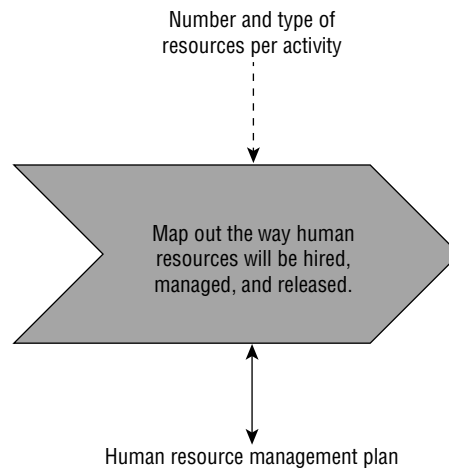 Number and type of
resources per activity
Map out the way human
resources will be hired,
managed, and released.
Human resource management plan